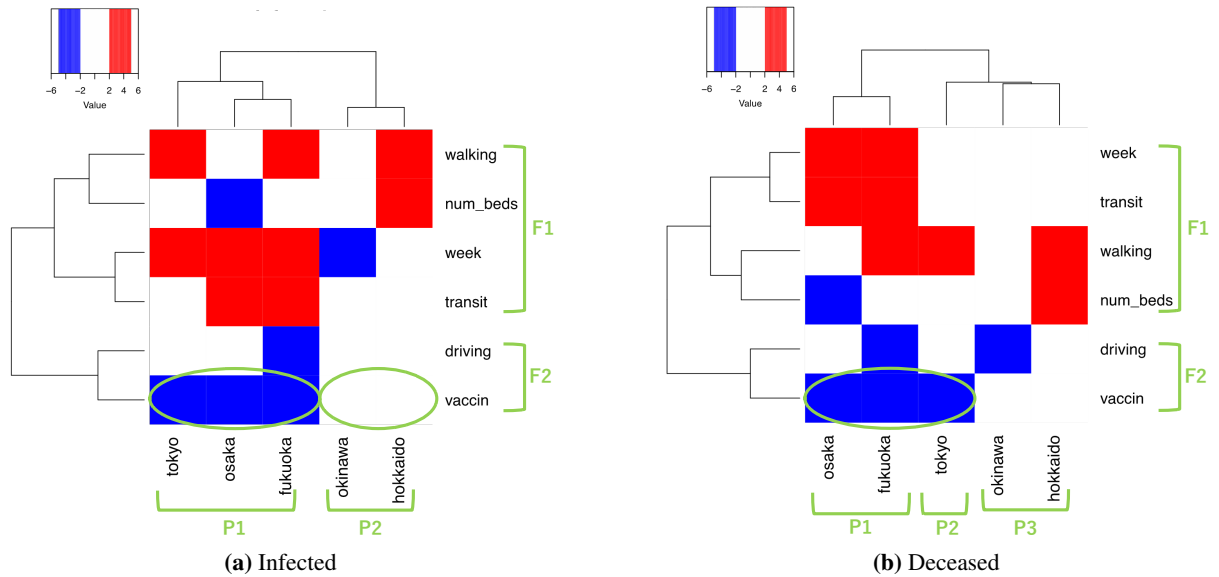 −6 −2 2 4 6
Value
walking
num_beds
week
transit
driving
vaccin
F1
F2
tokyo
osaka
fukuoka
okinawa
hokkaido
P1
P2
(a) Infected
−6 −2 2 4 6
Value
week
transit
walking
num_beds
driving
vaccin
F1
F2
osaka
fukuoka
tokyo
okinawa
hokkaido
P1
P2
P3
(b) Deceased